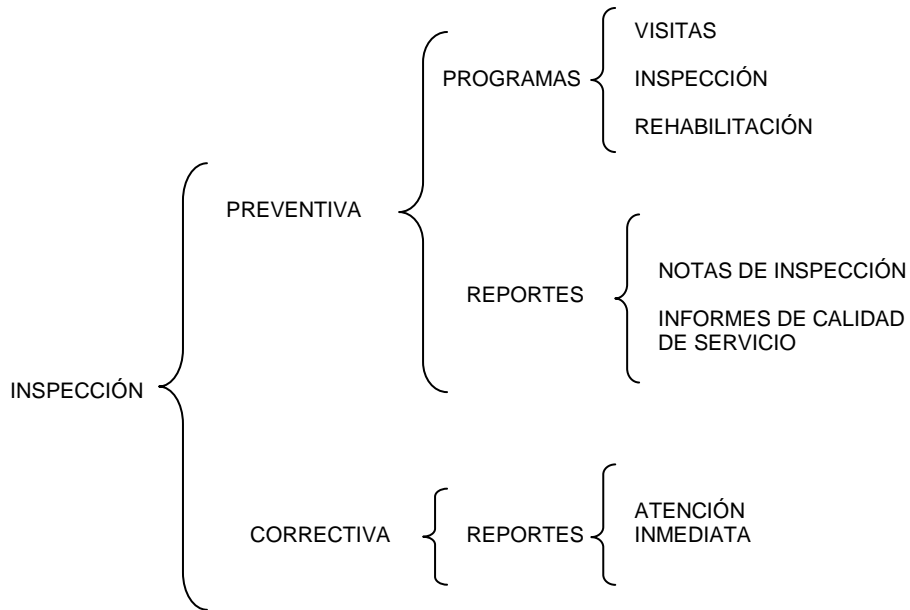 VISITAS
PROGRAMAS
INSPECCIÓN
REHABILITACIÓN
PREVENTIVA
REPORTES
NOTAS DE INSPECCIÓN
INFORMES DE CALIDAD
DE SERVICIO
INSPECCIÓN
CORRECTIVA
REPORTES
ATENCIÓN
INMEDIATA